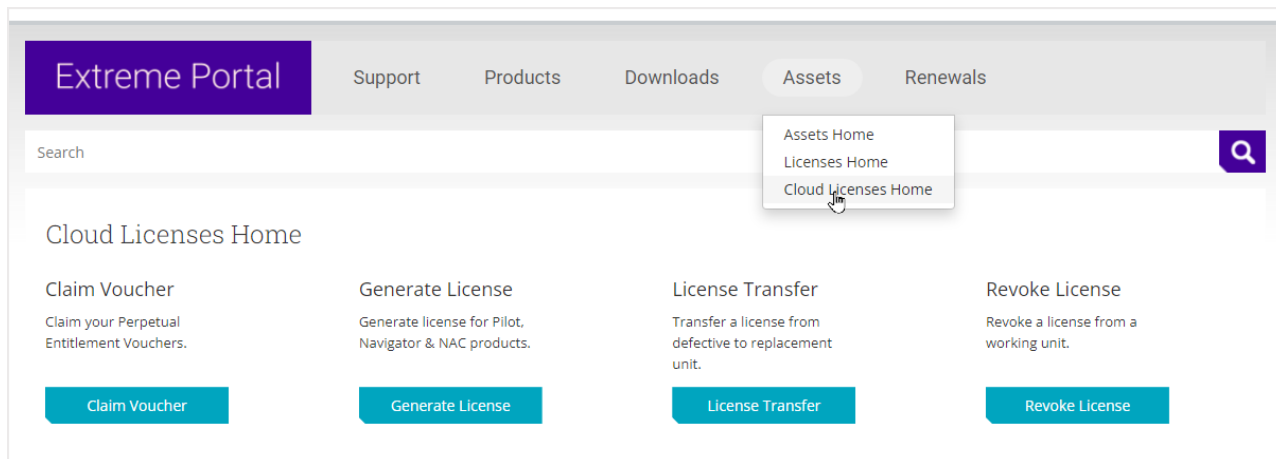 Extreme Portal
Support
Products
Downloads
Assets
Renewals
Assets Home
Licenses Home
Cloud Licenses Home
Search
Cloud Licenses Home
Claim Voucher
Claim your Perpetual
Entitlement Vouchers.
Claim Voucher
Generate License
Generate license for Pilot,
Navigator & NAC products.
Generate License
License Transfer
Transfer a license from
defective to replacement
unit.
License Transfer
Revoke License
Revoke a license from a
working unit.
Revoke License